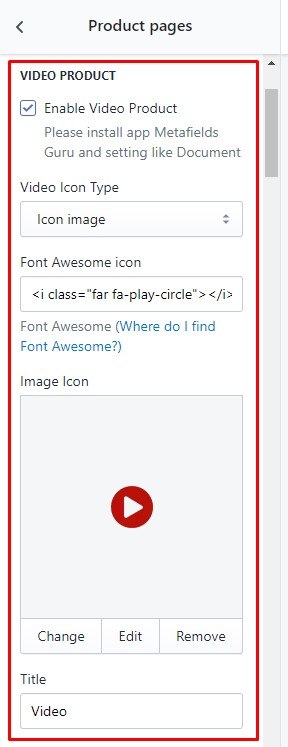 Product pages
VIDEO PRODUCT
Enable Video Product
Please install app Metafields
Guru and setting like Document
Video Icon Type
Icon image
Font Awesome icon
<i class="far fa-play-circle"></i>
Font Awesome (Where do I find
Font Awesome?)
Image Icon
Change Edit Remove
Title
Video